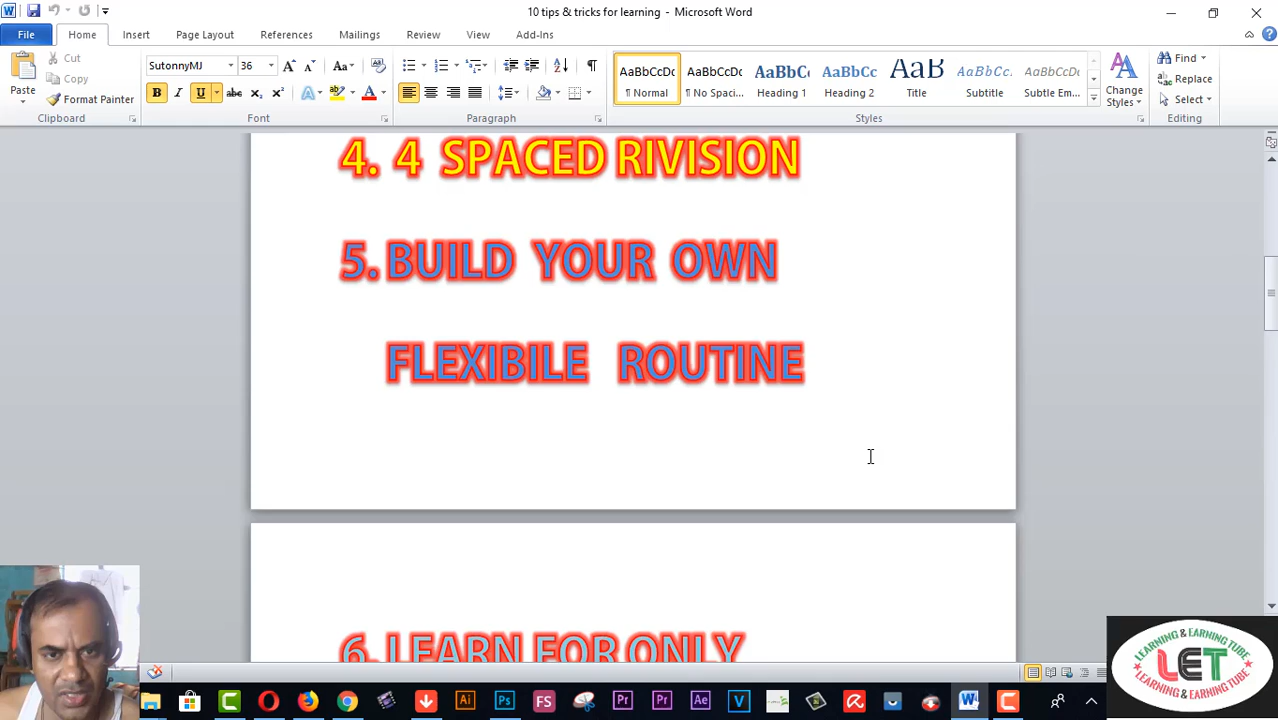 10 tips & tricks for learning - Microsoft Word
File Home Insert Page Layout References Mailings Review View Add-Ins
Paste Cut Copy Format Painter
SutonnyMJ 36
AaBbCcDc AaBbCcDc AaBbCc AaBbCc AaB AaBbCc. AaBbCcDc
¶ Normal ¶ No Spaci... Heading 1 Heading 2 Title Subtitle Subtle Em...
Change Styles
Find Replace Select
Clipboard Font Paragraph Styles Editing
4. 4 SPACED RIVISION
5. BUILD YOUR OWN
FLEXIBILE ROUTINE
6. LEARN FOR ONLY
LEARNING & EARNING TUBE
LET
LEARNING & EARNING TUBE